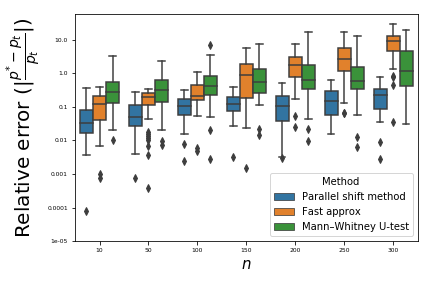 Relative error (|\frac{p^* - p_t}{p_t}|)
10.0
1.0
0.1
0.01
0.001
0.0001
1e-05
Method
Parallel shift method
Fast approx
Mann–Whitney U-test
10 50 100 150 200 250 300
n